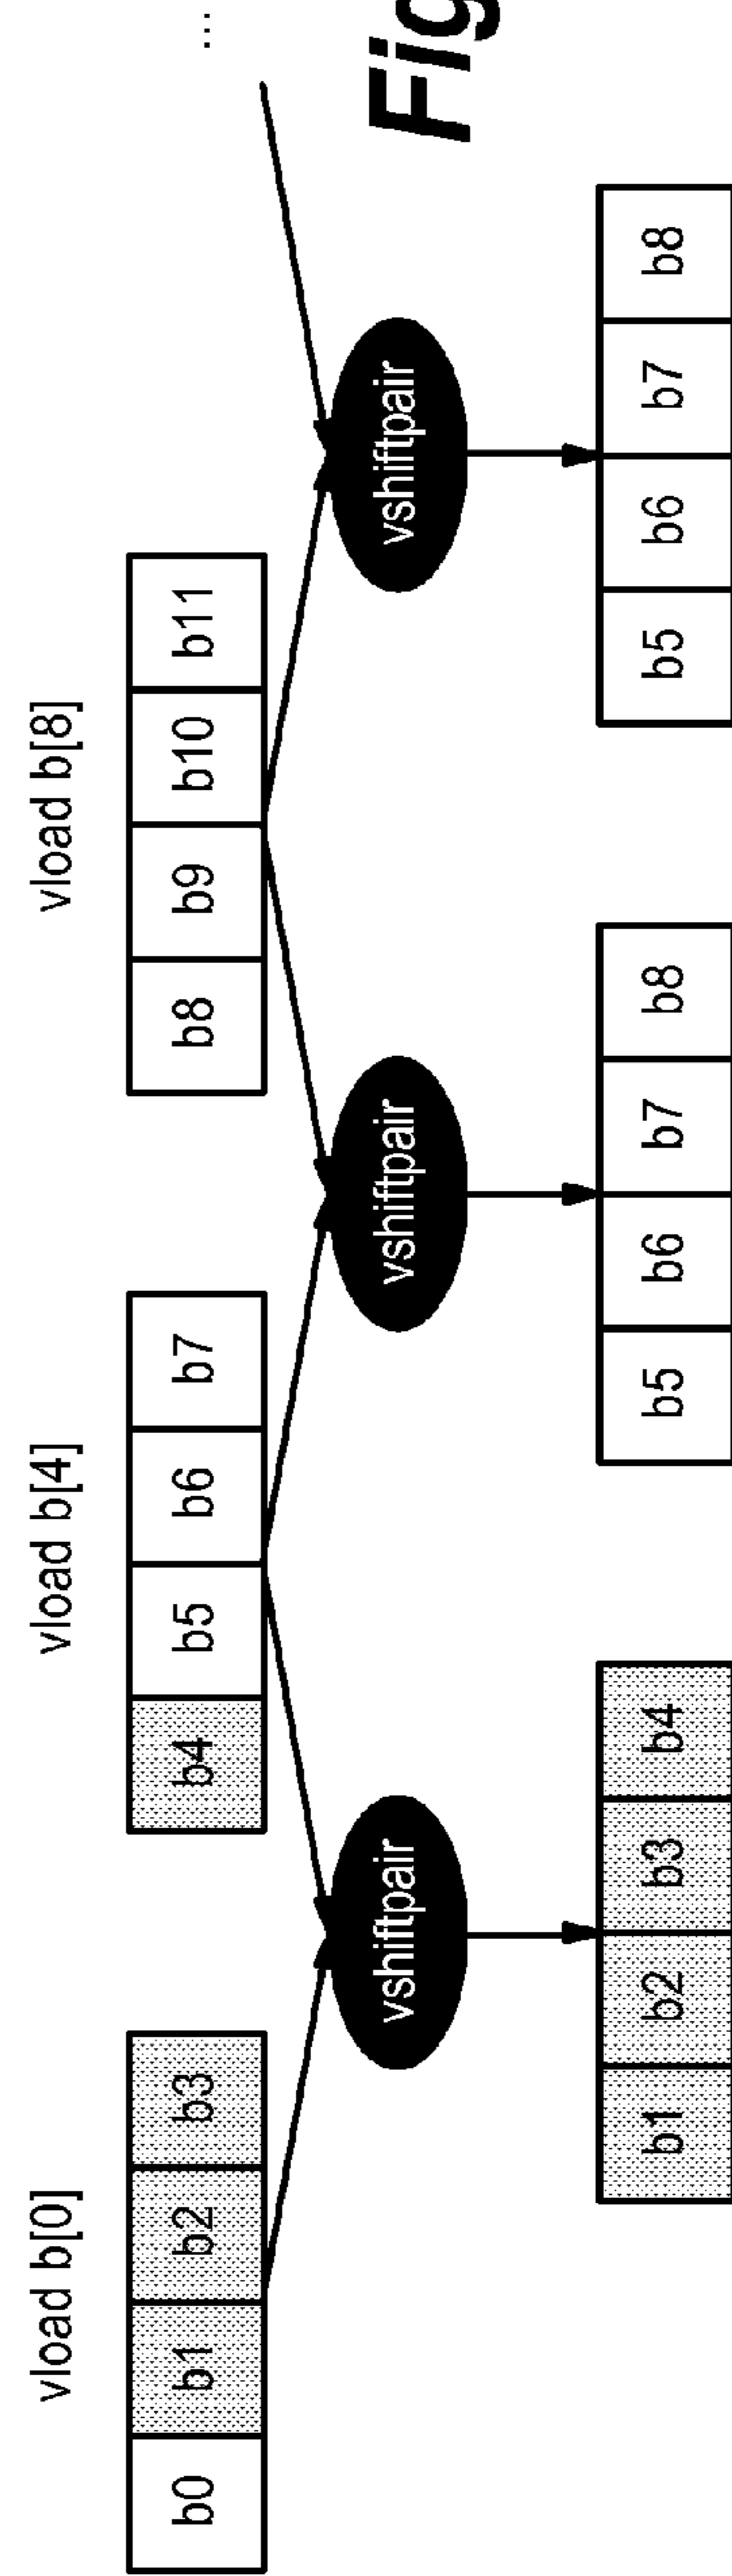 vload b[0] vload b[4] vload b[8]
b0 b1 b2 b3 b4 b5 b6 b7 b8 b9 b10 b11 ...
vshiftpair vshiftpair vshiftpair
Fig
b1 b2 b3 b4 b5 b6 b7 b8 b5 b6 b7 b8